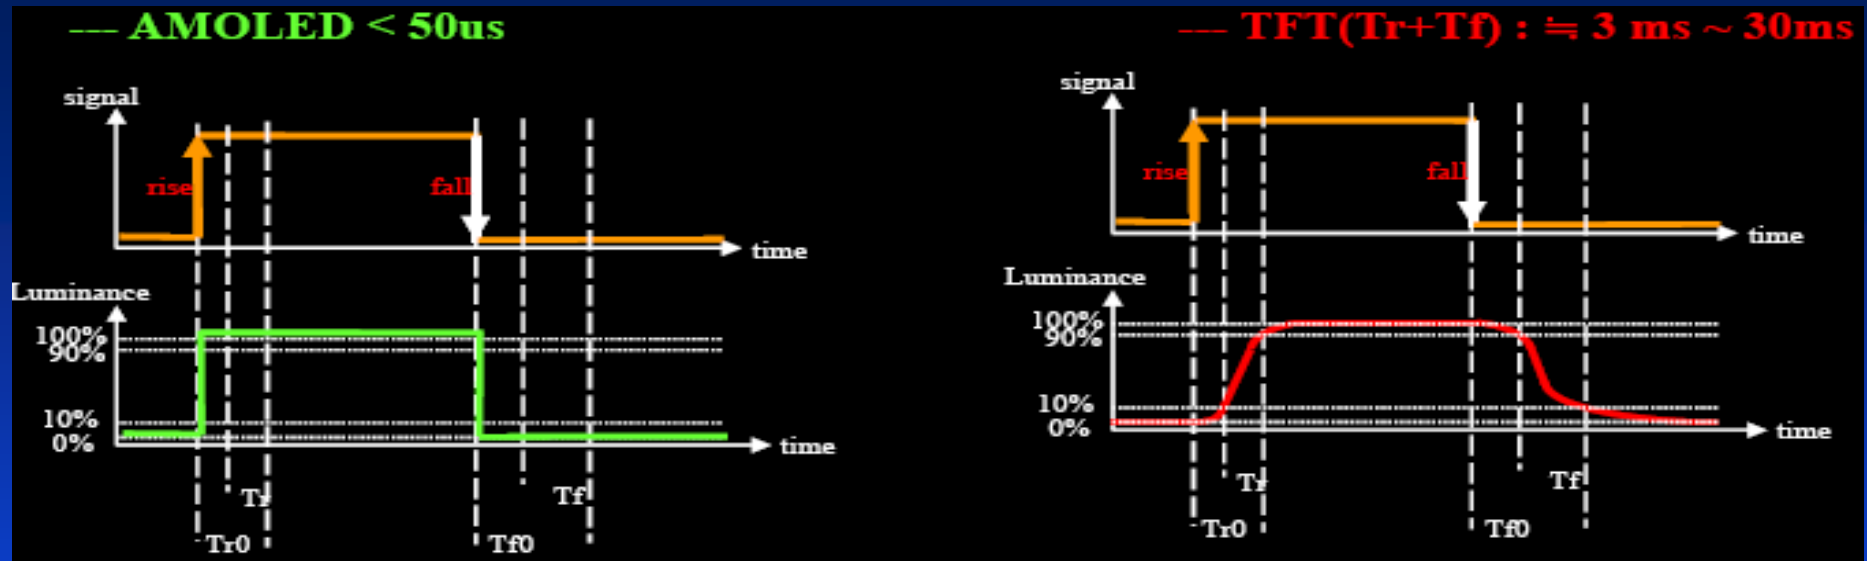 --- AMOLED < 50us
signal
rise
fall
time
Luminance
100%
90%
10%
0%
time
Tr
Tf
Tr0
Tf0
--- TFT(Tr+Tf) : ≒ 3 ms ~ 30ms
signal
rise
fall
time
Luminance
100%
90%
10%
0%
time
Tr
Tf
Tr0
Tf0